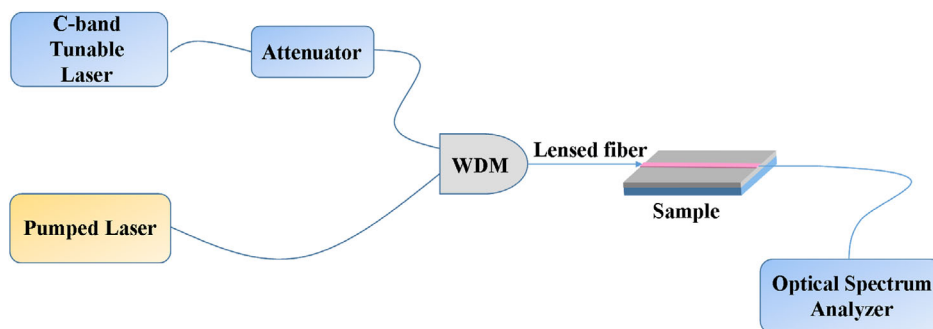 C-band
Tunable
Laser
Attenuator
WDM
Lensed fiber
Sample
Pumped Laser
Optical Spectrum
Analyzer